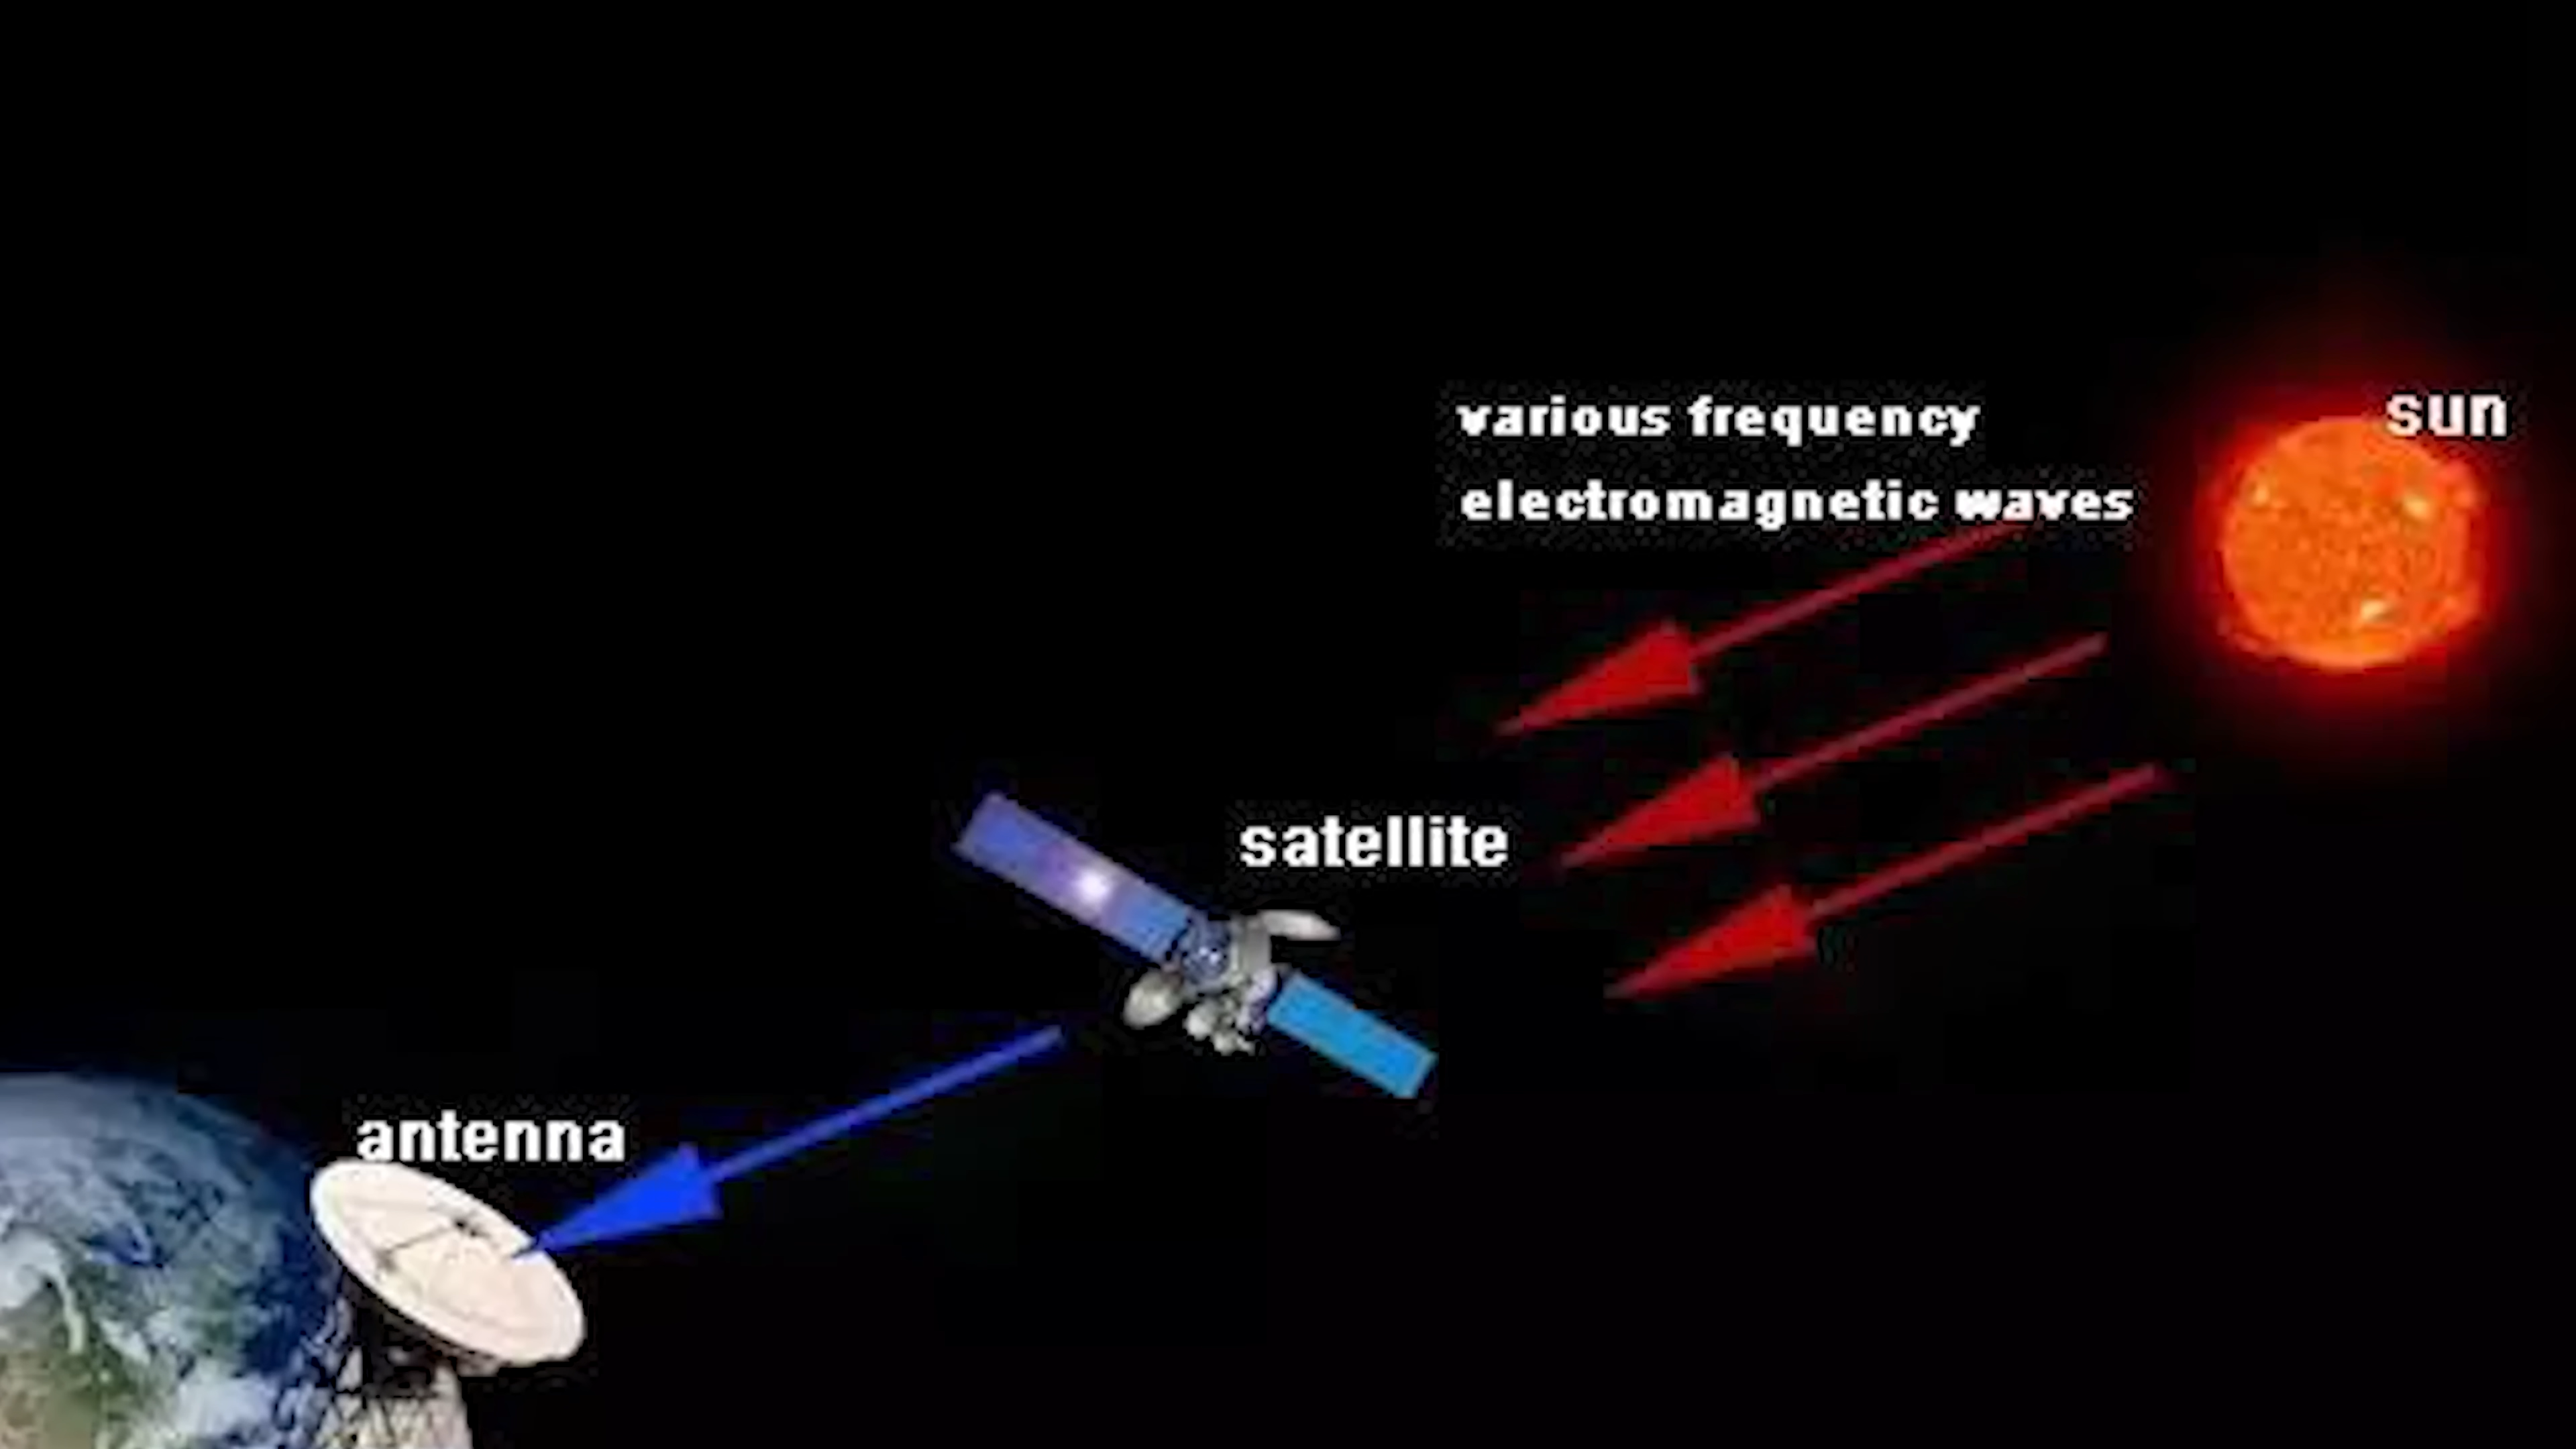 sun
various frequency
electromagnetic waves
satellite
antenna